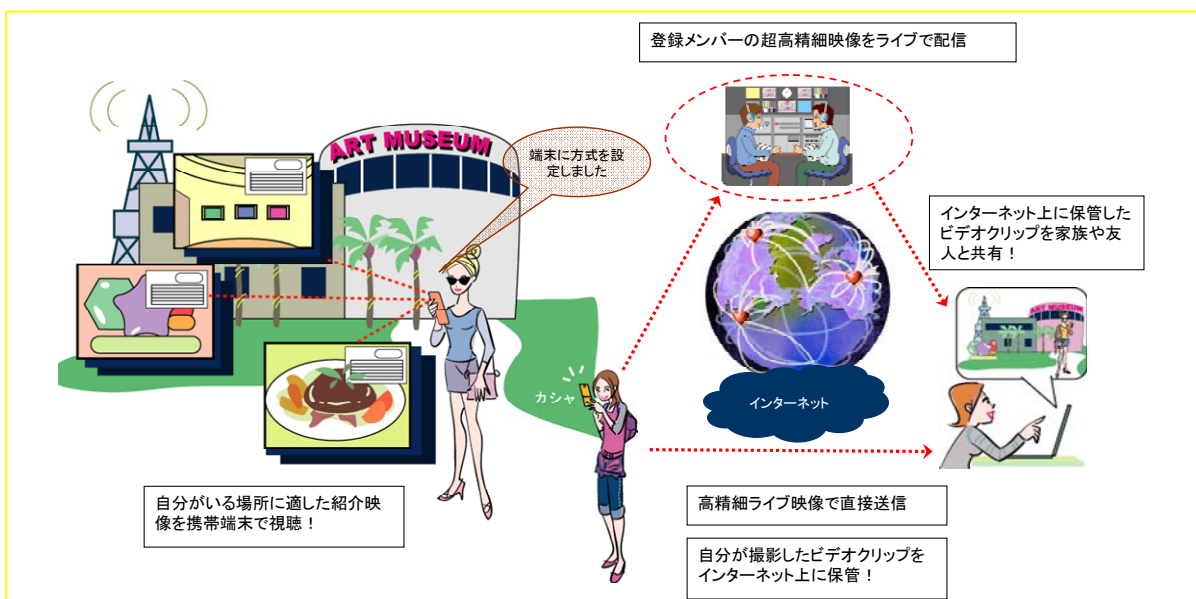 登録メンバーの超高精細映像をライブで配信
ART MUSEUM
端末に方式を設
定しました
インターネット上に保管した
ビデオクリップを家族や友
人と共有！
ART MUSEUM
カシャ
インターネット
自分がいる場所に適した紹介映
像を携帯端末で視聴！
高精細ライブ映像で直接送信
自分が撮影したビデオクリップを
インターネット上に保管！